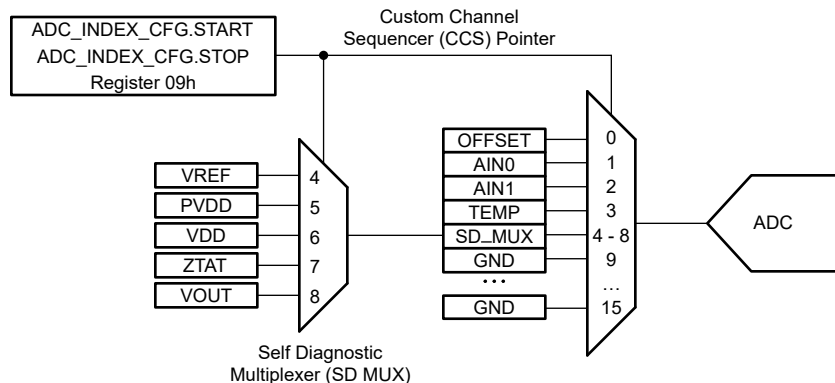 ADC_INDEX_CFG.START
ADC_INDEX_CFG.STOP
Register 09h
Custom Channel
Sequencer (CCS) Pointer
VREF
PVDD
VDD
ZTAT
VOUT
4
5
6
7
8
Self Diagnostic
Multiplexer (SD MUX)
OFFSET
AIN0
AIN1
TEMP
SD_MUX
GND
...
GND
0
1
2
3
4 - 8
9
...
15
ADC